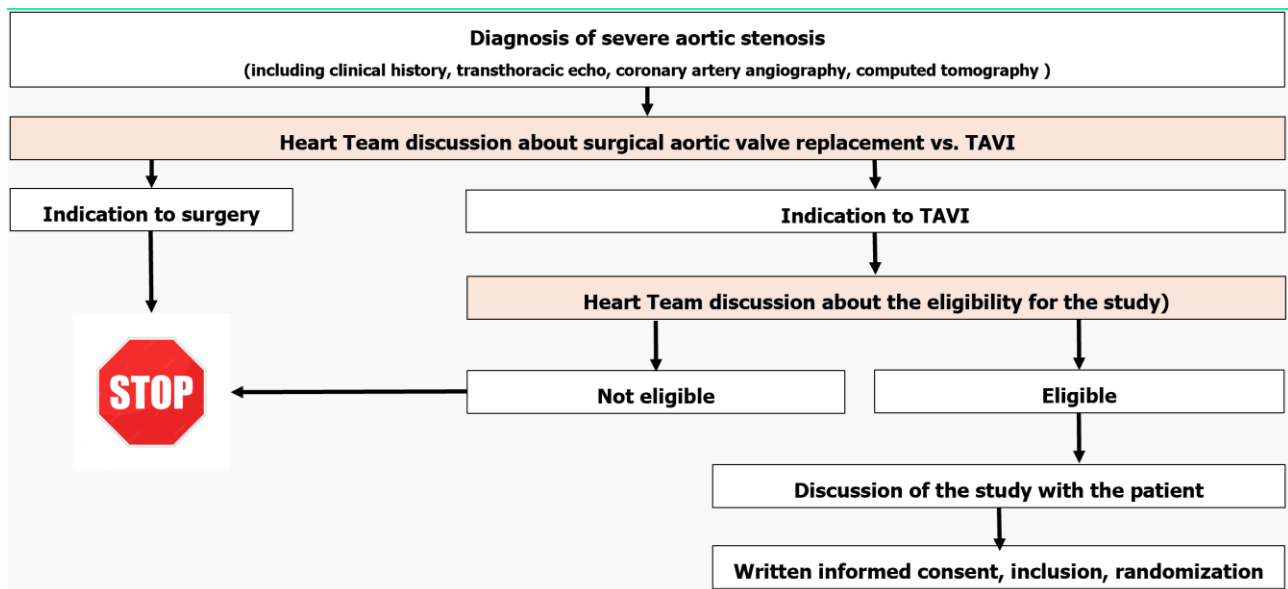 Diagnosis of severe aortic stenosis
(including clinical history, transthoracic echo, coronary artery angiography, computed tomography )
Heart Team discussion about surgical aortic valve replacement vs. TAVI
Indication to surgery
Indication to TAVI
Heart Team discussion about the eligibility for the study)
STOP
Not eligible
Eligible
Discussion of the study with the patient
Written informed consent, inclusion, randomization